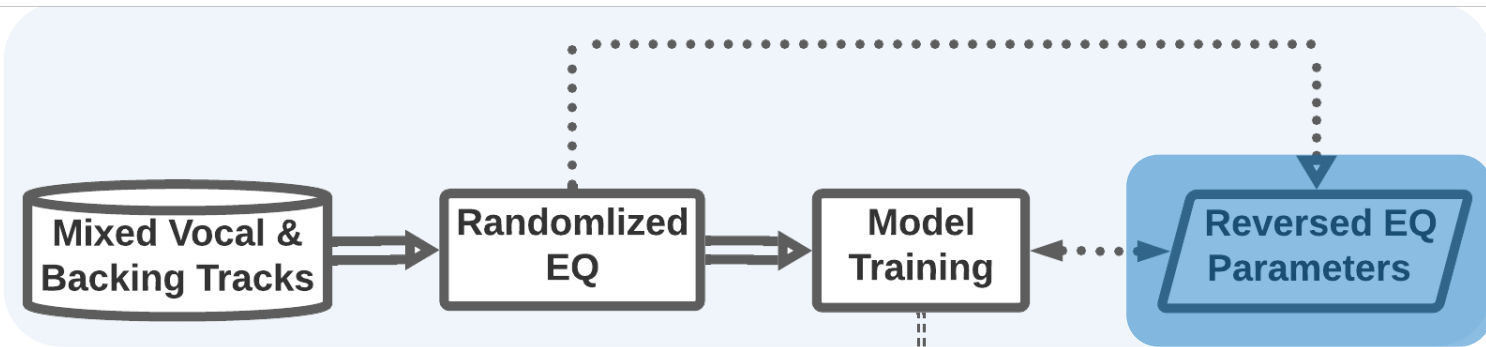 Mixed Vocal &
Backing Tracks
Randomlized
EQ
Model
Training
Reversed EQ
Parameters